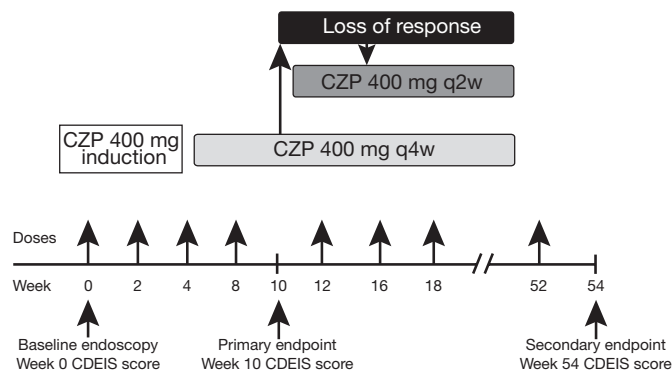 Loss of response
CZP 400 mg q2w
CZP 400 mg
induction
CZP 400 mg q4w
Doses
Week 0 2 4 8 10 12 16 18 52 54
Baseline endoscopy
Week 0 CDEIS score
Primary endpoint
Week 10 CDEIS score
Secondary endpoint
Week 54 CDEIS score